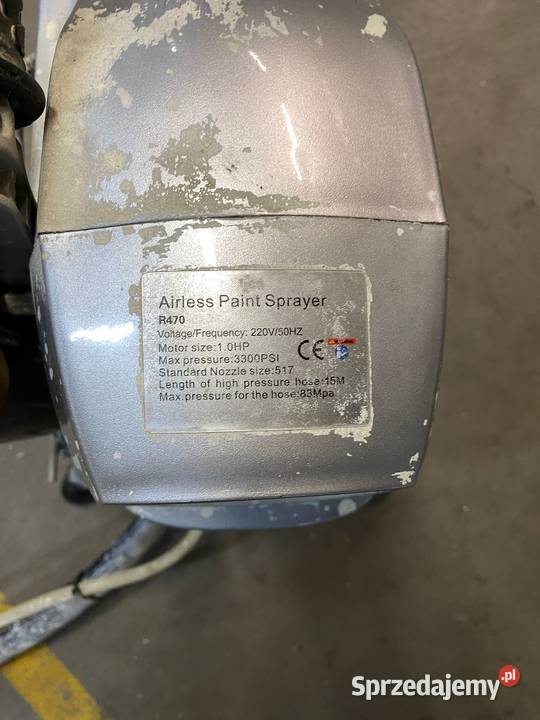 Airless Paint Sprayer
R470
Voltage/Frequency: 220V/50HZ
Motor size:1.0HP
Max pressure:3300PSI
Standard Nozzle size:517
Length of high pressure hose:15M
Max.pressure for the hose:83Mpa
CE
Sprzedajemy.pl